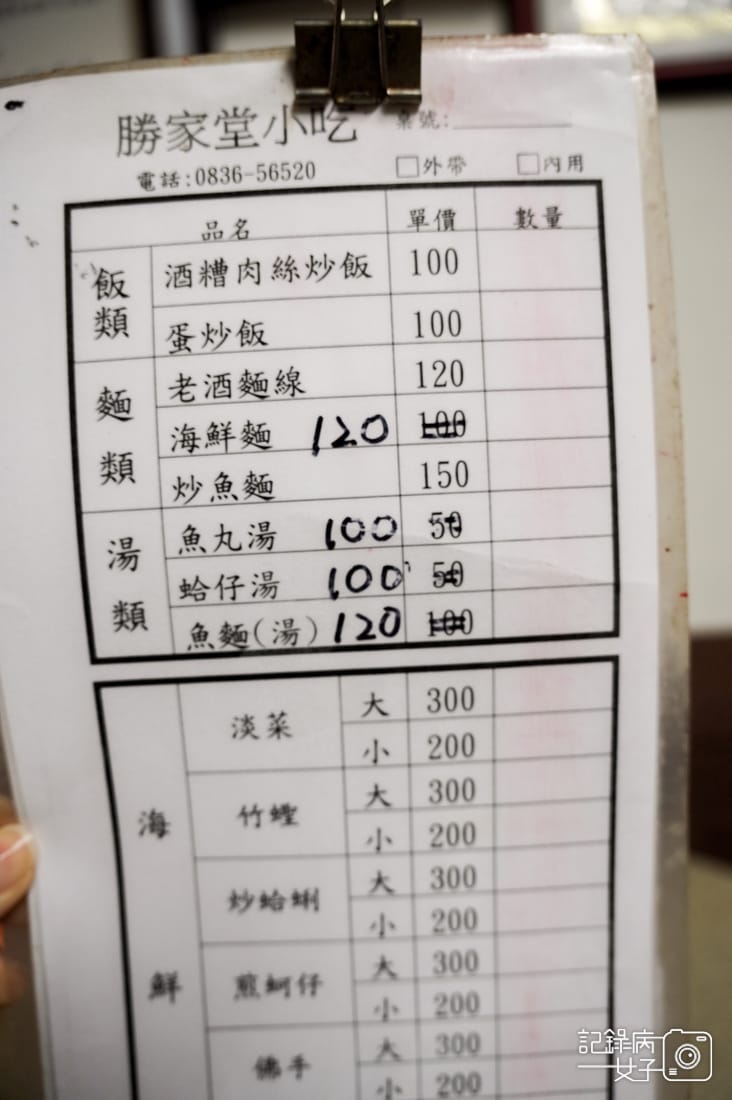 勝家堂小吃 桌號:
電話:0836-56520 □外帶 □內用
品名 單價 數量
飯類
酒糟肉絲炒飯 100
蛋炒飯 100
麵類
老酒麵線 120
海鮮麵 120 100
炒魚麵 150
湯類
魚丸湯 100 50
蛤仔湯 100 50
魚麵(湯) 120 100
海鮮
淡菜 大 300
小 200
竹蟶 大 300
小 200
炒蛤蜊 大 300
小 200
煎蚵仔 大 300
小 200
佛手 大 300
小 200
記錄病
女子